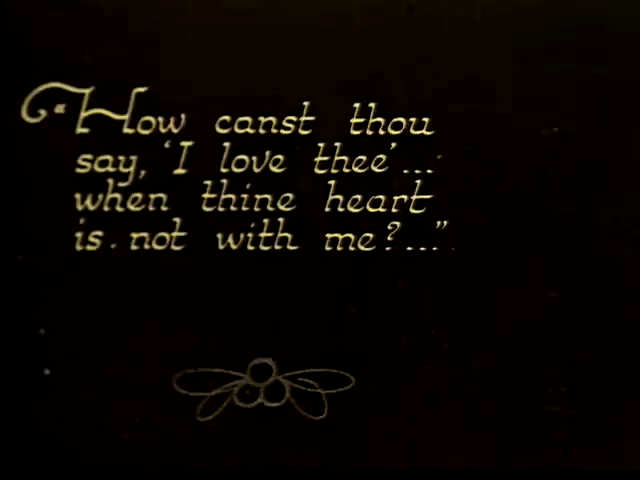 “How canst thou
say, ‘I love thee’...
when thine heart
is not with me?...”